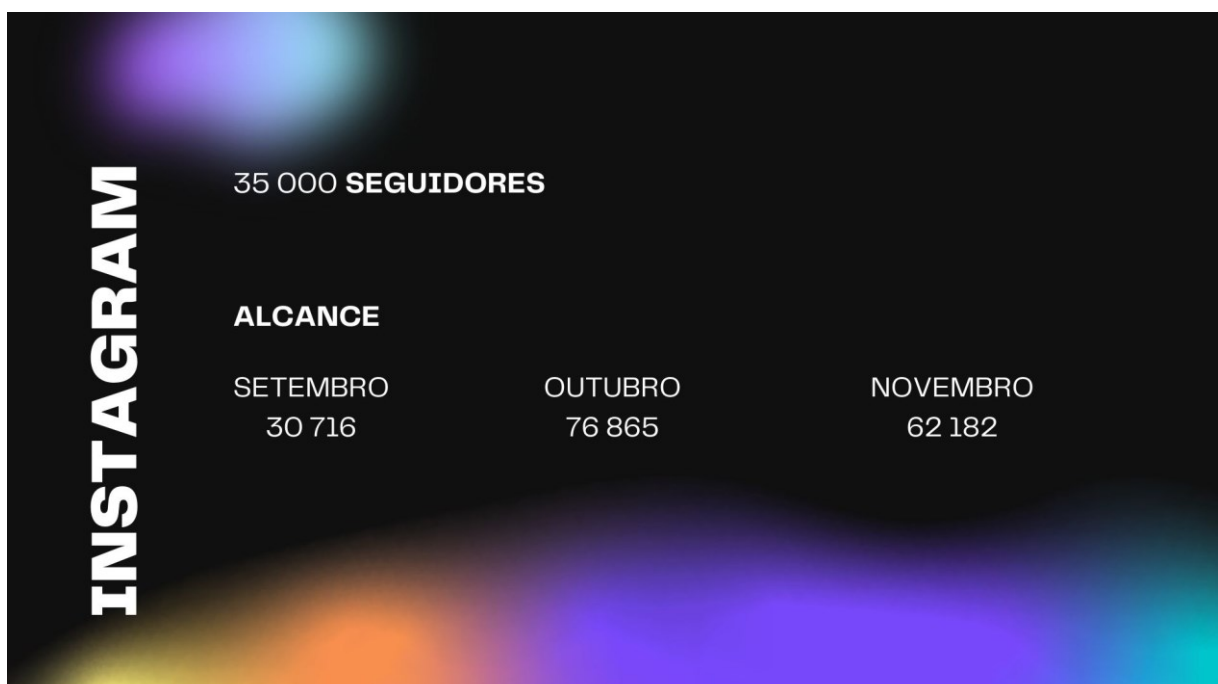 INSTAGRAM
35 000 SEGUIDORES
ALCANCE
SETEMBRO OUTUBRO NOVEMBRO
30 716 76 865 62 182